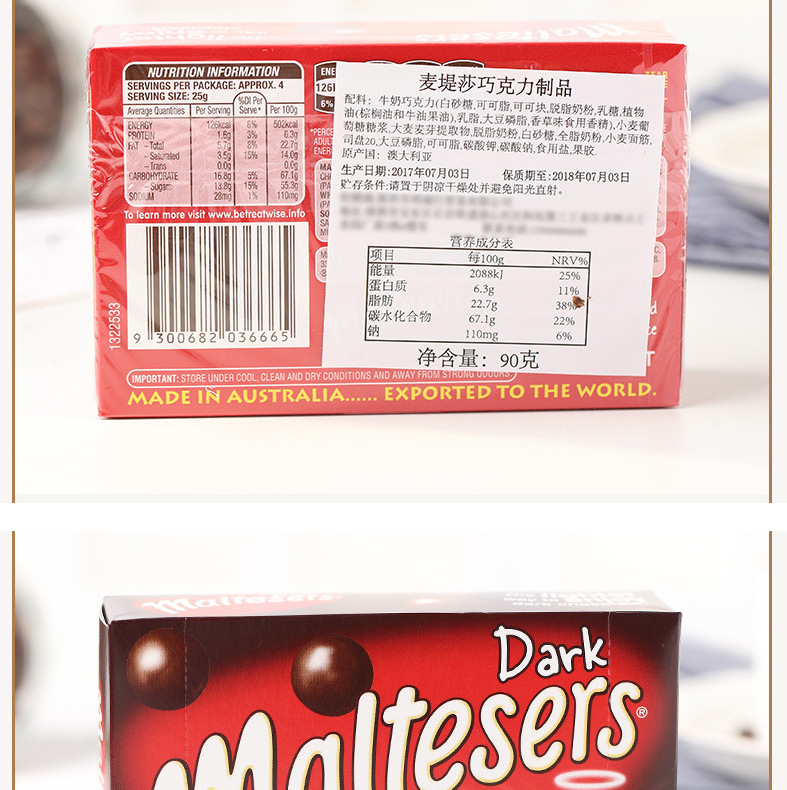 NUTRITION INFORMATION
SERVINGS PER PACKAGE: APPROX. 4
SERVING SIZE: 25g
Average Quantities Per Serving %DI Per Serve* Per 100g
ENERGY 126kcal 6% 502kcal
PROTEIN 1.6g 3% 6.3g
FAT - Total 5.7g 8% 22.7g
- Saturated 3.5g 15% 14.0g
- Trans 0.0g 0.0g
CARBOHYDRATE 16.8g 5% 67.1g
- Sugars 13.8g 15% 55.3g
SODIUM 28mg 1% 110mg
To learn more visit www.betreatwise.info
1322533
9 300682 036665
麦堤莎巧克力制品
配料: 牛奶巧克力(白砂糖,可可脂,可可块,脱脂奶粉,乳糖,植物
油(棕榈油和牛油果油),乳脂,大豆磷脂,香草味食用香精),小麦葡
萄糖糖浆,大麦麦芽提取物,脱脂奶粉,白砂糖,全脂奶粉,小麦面筋,
司盘20,大豆磷脂,可可脂,碳酸钾,碳酸钠,食用盐,果胶.
原产国: 澳大利亚
生产日期:2017年07月03日 保质期至:2018年07月03日
贮存条件:请置于阴凉干燥处并避免阳光直射。
营养成分表
项目 每100g NRV%
能量 2088kJ 25%
蛋白质 6.3g 11%
脂肪 22.7g 38%
碳水化合物 67.1g 22%
钠 110mg 6%
净含量: 90克
IMPORTANT: STORE UNDER COOL, CLEAN AND DRY CONDITIONS AND AWAY FROM STRONG ODOURS.
MADE IN AUSTRALIA...... EXPORTED TO THE WORLD.
Maltesers
Dark
Maltesers®